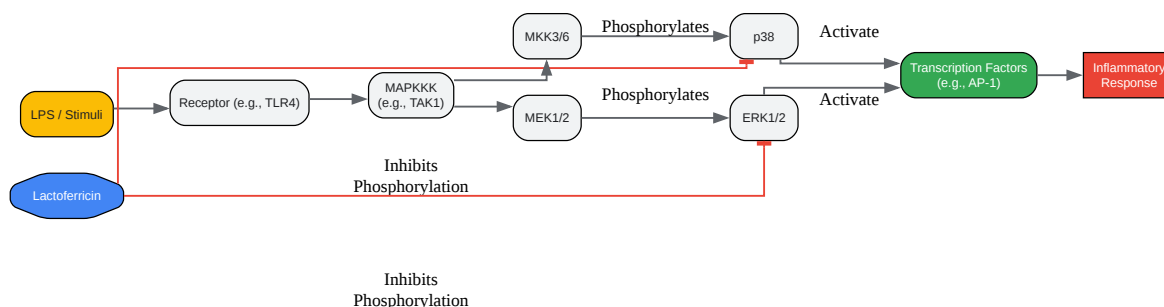 Phosphorylates
Activate
MKK3/6
p38
Transcription Factors
(e.g., AP-1)
Inflammatory
Response
MAPKKK
(e.g., TAK1)
Receptor (e.g., TLR4)
LPS / Stimuli
Phosphorylates
Activate
MEK1/2
ERK1/2
Inhibits
Phosphorylation
Lactoferricin
Inhibits
Phosphorylation